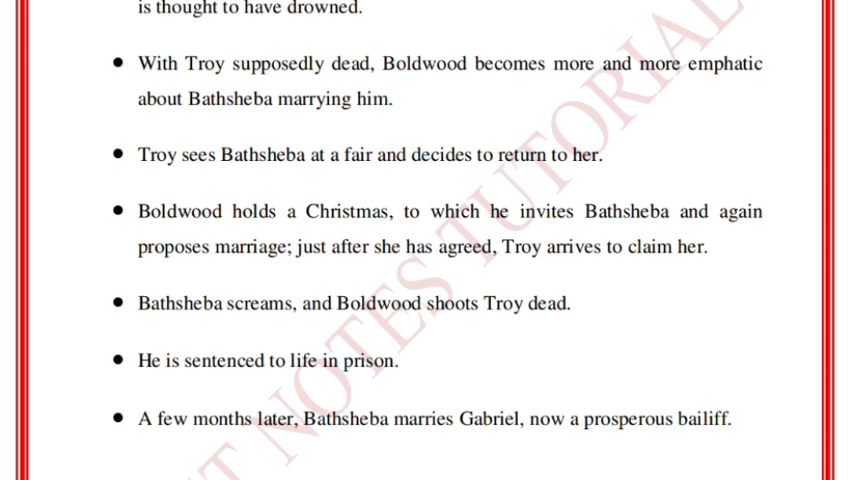 is thought to have drowned.
● With Troy supposedly dead, Boldwood becomes more and more emphatic
about Bathsheba marrying him.
● Troy sees Bathsheba at a fair and decides to return to her.
● Boldwood holds a Christmas, to which he invites Bathsheba and again
proposes marriage; just after she has agreed, Troy arrives to claim her.
● Bathsheba screams, and Boldwood shoots Troy dead.
● He is sentenced to life in prison.
● A few months later, Bathsheba marries Gabriel, now a prosperous bailiff.
NOTES TUTORIAL